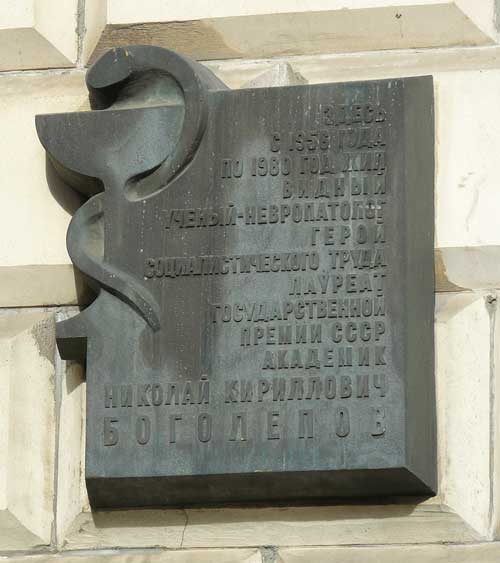 ЗДЕСЬ
С 1956 ГОДА
ПО 1980 ГОД ЖИЛ
ВИДНЫЙ
УЧЕНЫЙ-НЕВРОПАТОЛОГ
ГЕРОЙ
СОЦИАЛИСТИЧЕСКОГО ТРУДА
ЛАУРЕАТ
ГОСУДАРСТВЕННОЙ
ПРЕМИИ СССР
АКАДЕМИК
НИКОЛАЙ КИРИЛЛОВИЧ
БОГОЛЕПОВ